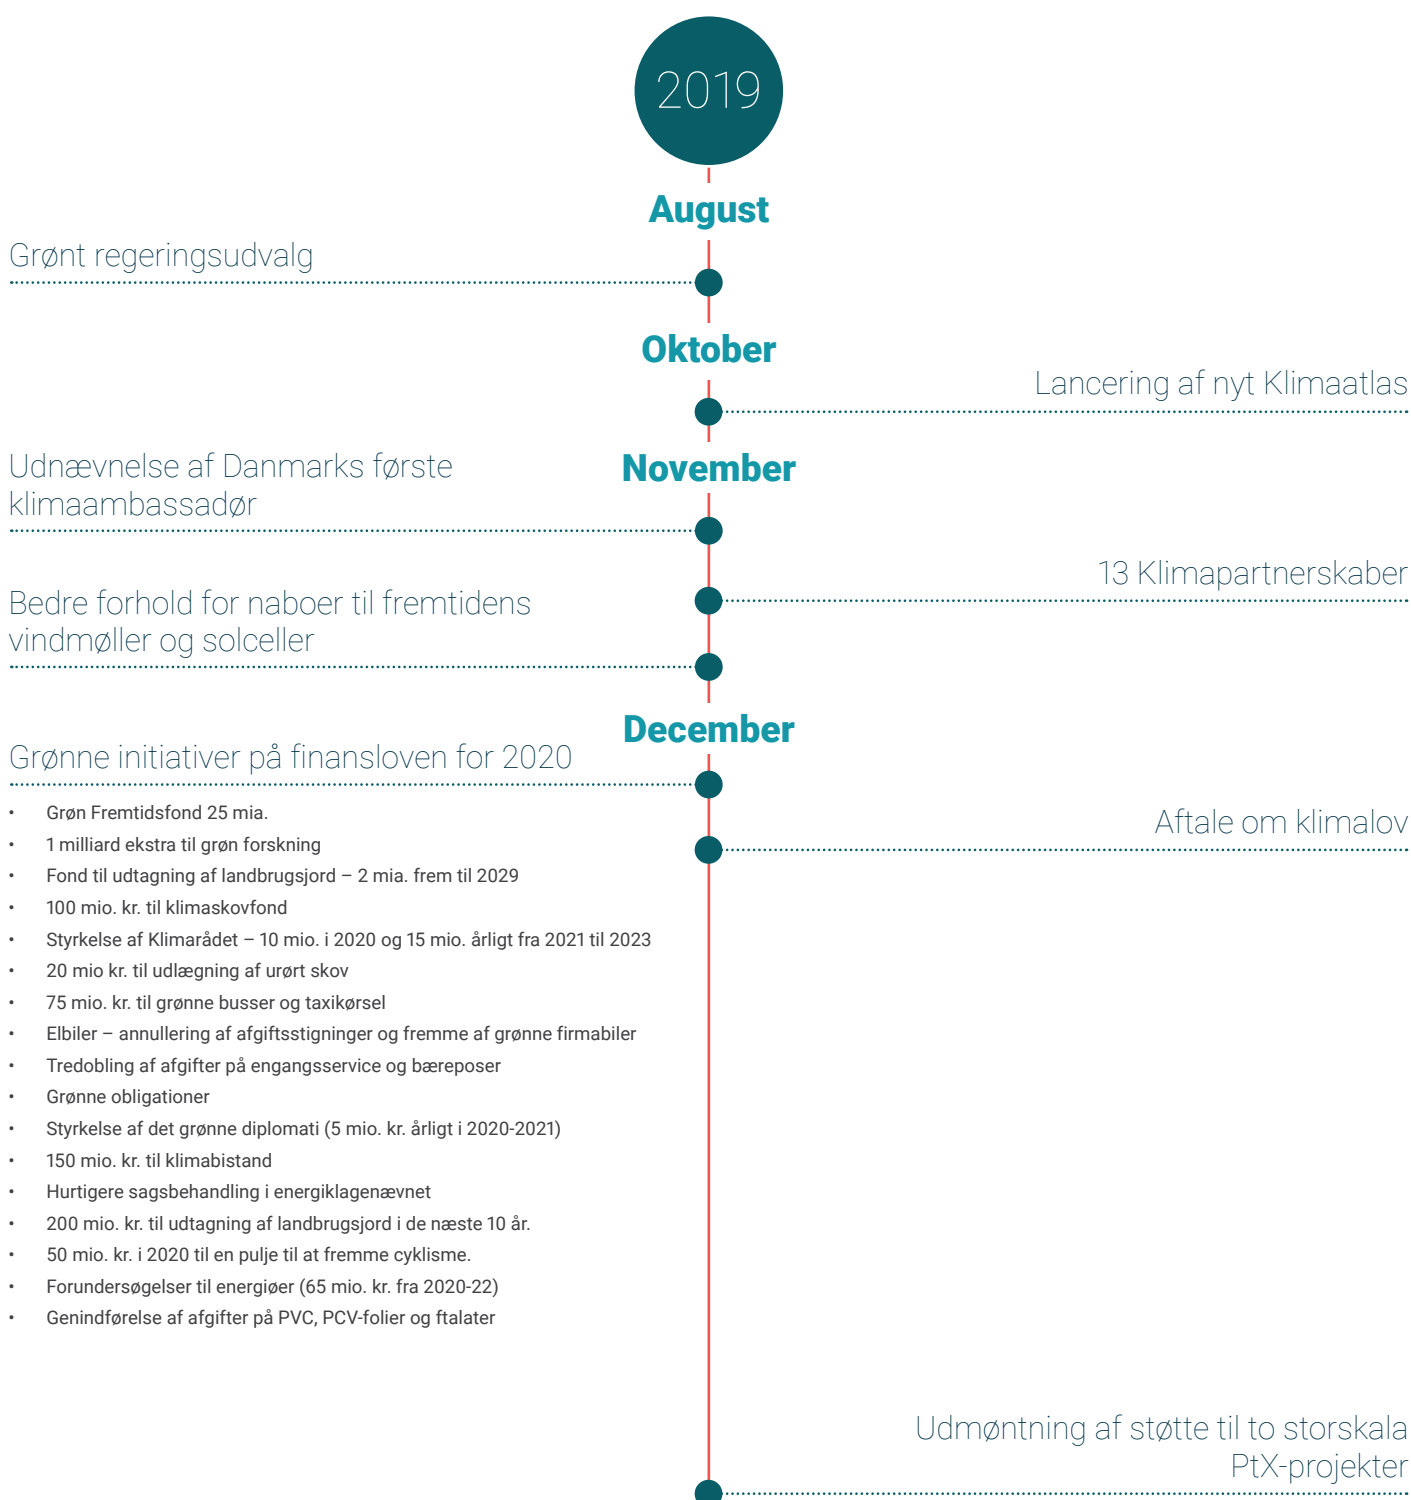 2019
August
Grønt regeringsudvalg
Oktober
Lancering af nyt Klimaatlas
November
Udnævnelse af Danmarks første
klimaambassadør
13 Klimapartnerskaber
Bedre forhold for naboer til fremtidens
vindmøller og solceller
December
Grønne initiativer på finansloven for 2020
• Grøn Fremtidsfond 25 mia.
• 1 milliard ekstra til grøn forskning
• Fond til udtagning af landbrugsjord – 2 mia. frem til 2029
• 100 mio. kr. til klimaskovfond
• Styrkelse af Klimarådet – 10 mio. i 2020 og 15 mio. årligt fra 2021 til 2023
• 20 mio kr. til udlægning af urørt skov
• 75 mio. kr. til grønne busser og taxikørsel
• Elbiler – annullering af afgiftsstigninger og fremme af grønne firmabiler
• Tredobling af afgifter på engangsservice og bæreposer
• Grønne obligationer
• Styrkelse af det grønne diplomati (5 mio. kr. årligt i 2020-2021)
• 150 mio. kr. til klimabistand
• Hurtigere sagsbehandling i energiklagenævnet
• 200 mio. kr. til udtagning af landbrugsjord i de næste 10 år.
• 50 mio. kr. i 2020 til en pulje til at fremme cyklisme.
• Forundersøgelser til energiøer (65 mio. kr. fra 2020-22)
• Genindførelse af afgifter på PVC, PCV-folier og ftalater
Aftale om klimalov
Udmøntning af støtte til to storskala
PtX-projekter